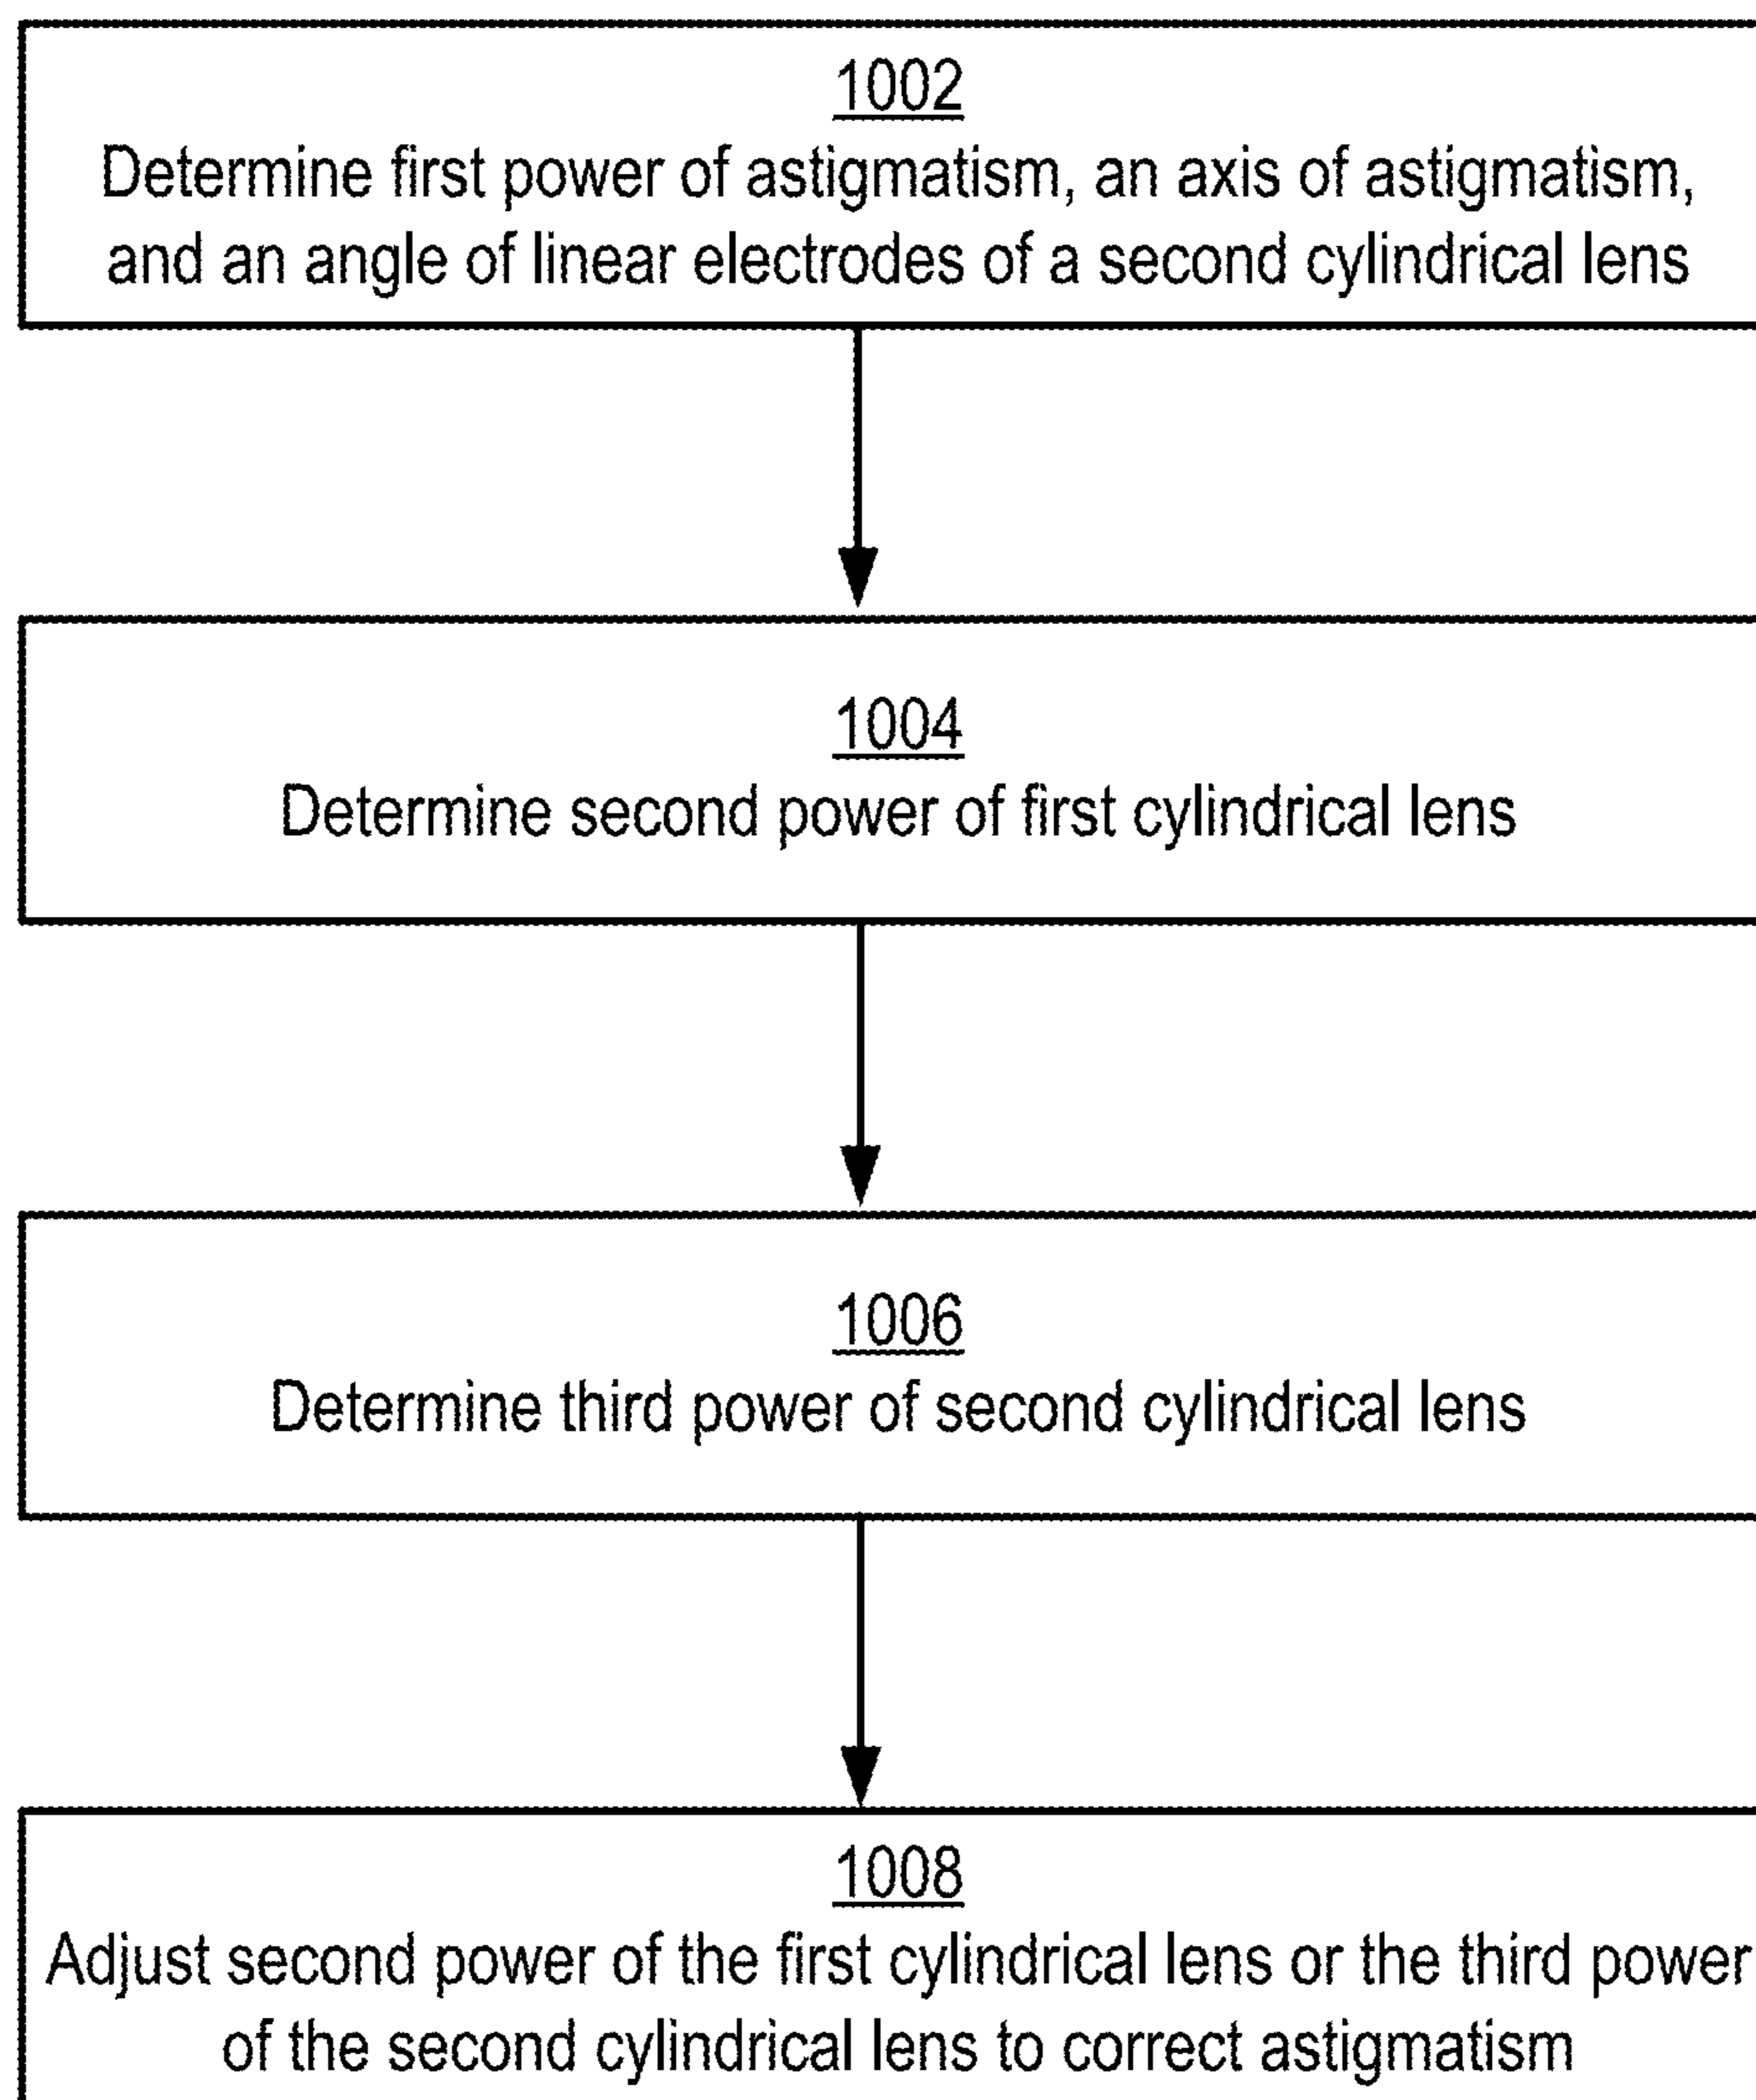 1002
Determine first power of astigmatism, an axis of astigmatism,
and an angle of linear electrodes of a second cylindrical lens
1004
Determine second power of first cylindrical lens
1006
Determine third power of second cylindrical lens
1008
Adjust second power of the first cylindrical lens or the third power
of the second cylindrical lens to correct astigmatism